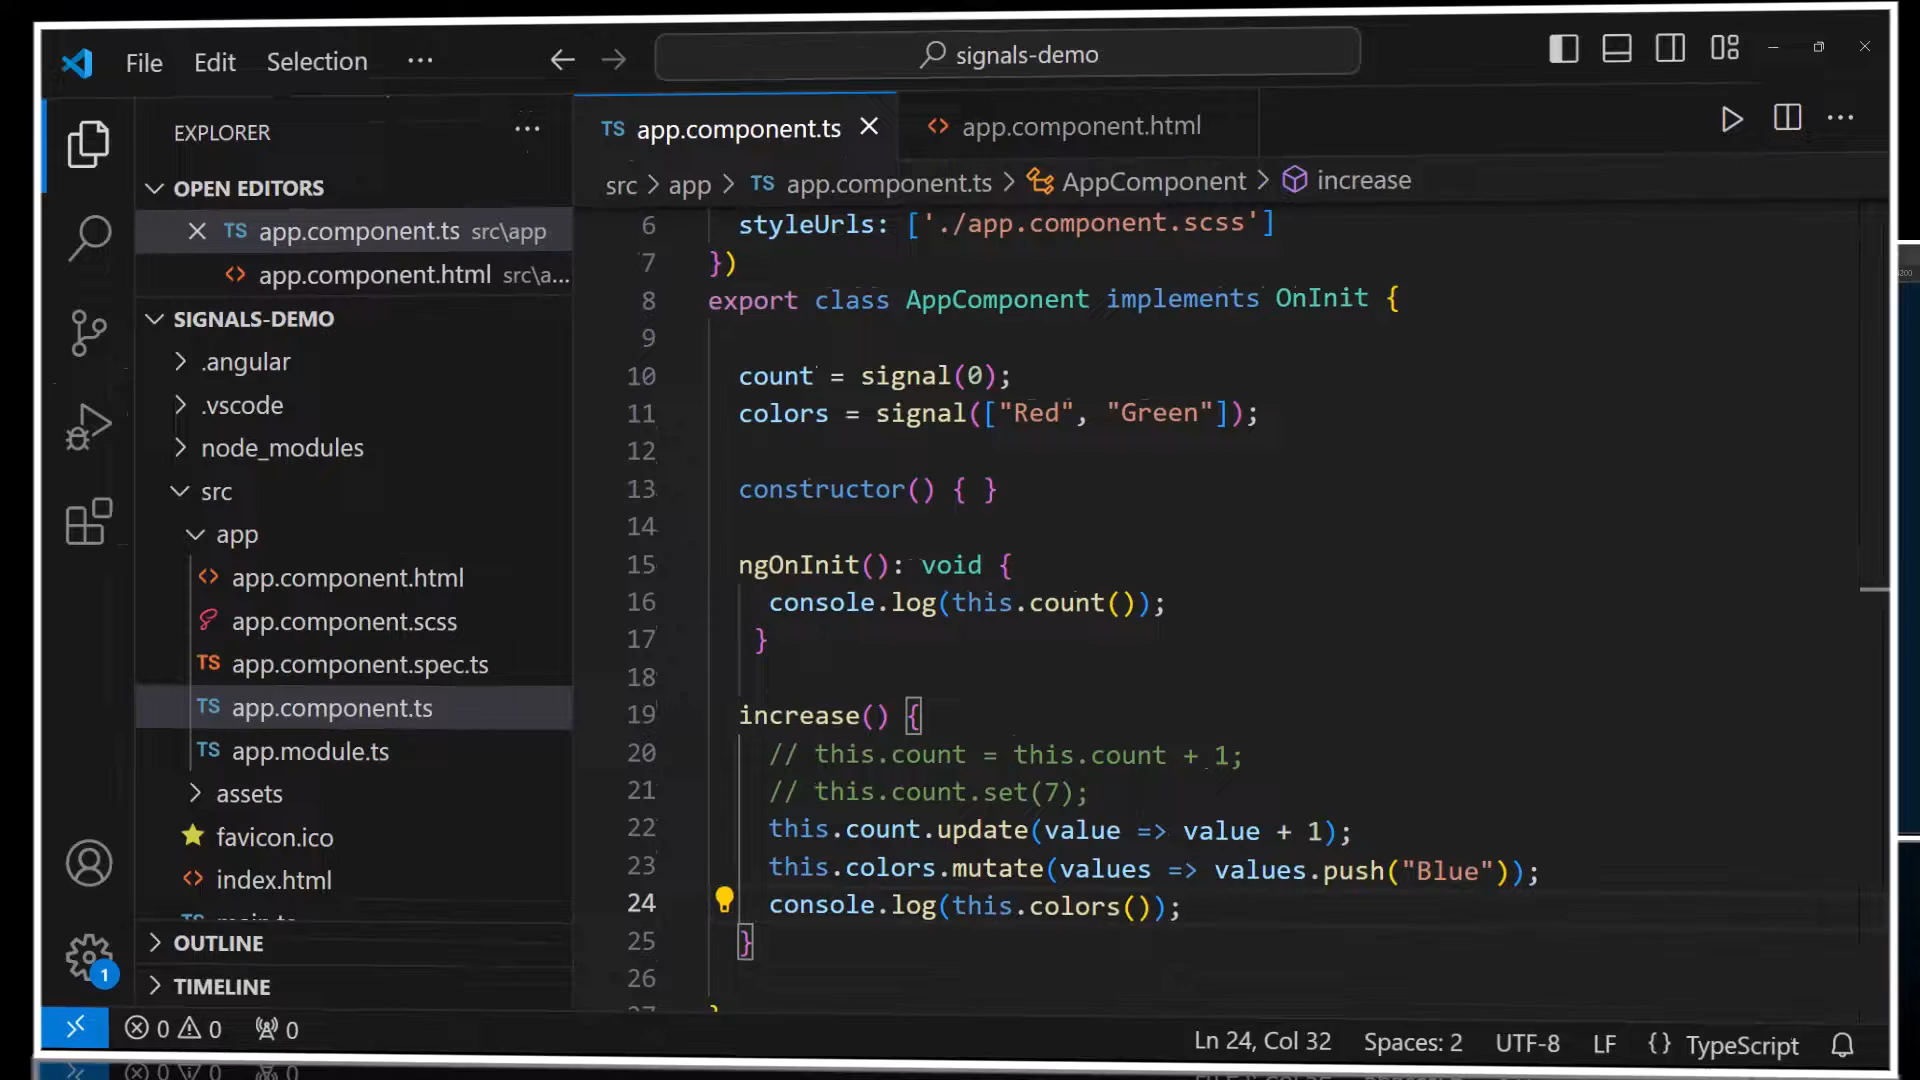 File Edit Selection ···
signals-demo
EXPLORER ···
OPEN EDITORS
TS app.component.ts src\app
<> app.component.html src\a...
SIGNALS-DEMO
.angular
.vscode
node_modules
src
app
<> app.component.html
app.component.scss
TS app.component.spec.ts
TS app.component.ts
TS app.module.ts
assets
favicon.ico
<> index.html
OUTLINE
TIMELINE
1
TS app.component.ts
<> app.component.html
src > app > TS app.component.ts > AppComponent > increase
6 styleUrls: ['./app.component.scss']
7 })
8 export class AppComponent implements OnInit {
9
10 count = signal(0);
11 colors = signal(["Red", "Green"]);
12
13 constructor() { }
14
15 ngOnInit(): void {
16 console.log(this.count());
17 }
18
19 increase() {
20 // this.count = this.count + 1;
21 // this.count.set(7);
22 this.count.update(value => value + 1);
23 this.colors.mutate(values => values.push("Blue"));
24 console.log(this.colors());
25 }
26
0 0 0
Ln 24, Col 32 Spaces: 2 UTF-8 LF {} TypeScript